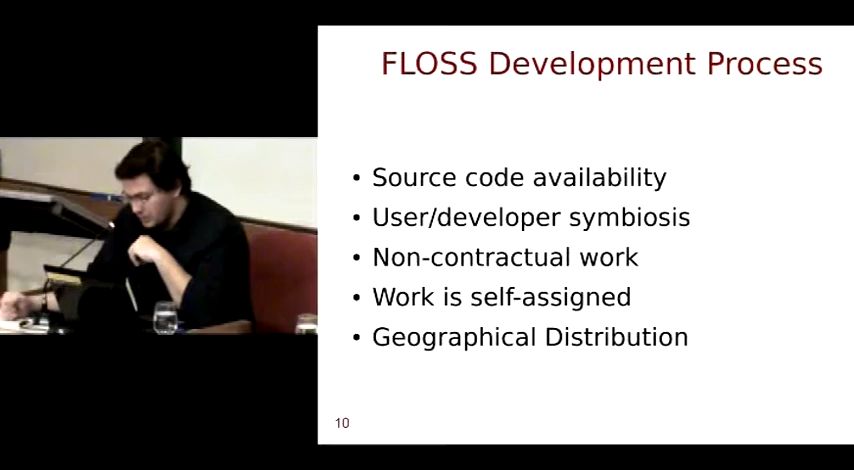 FLOSS Development Process
• Source code availability
• User/developer symbiosis
• Non-contractual work
• Work is self-assigned
• Geographical Distribution
10